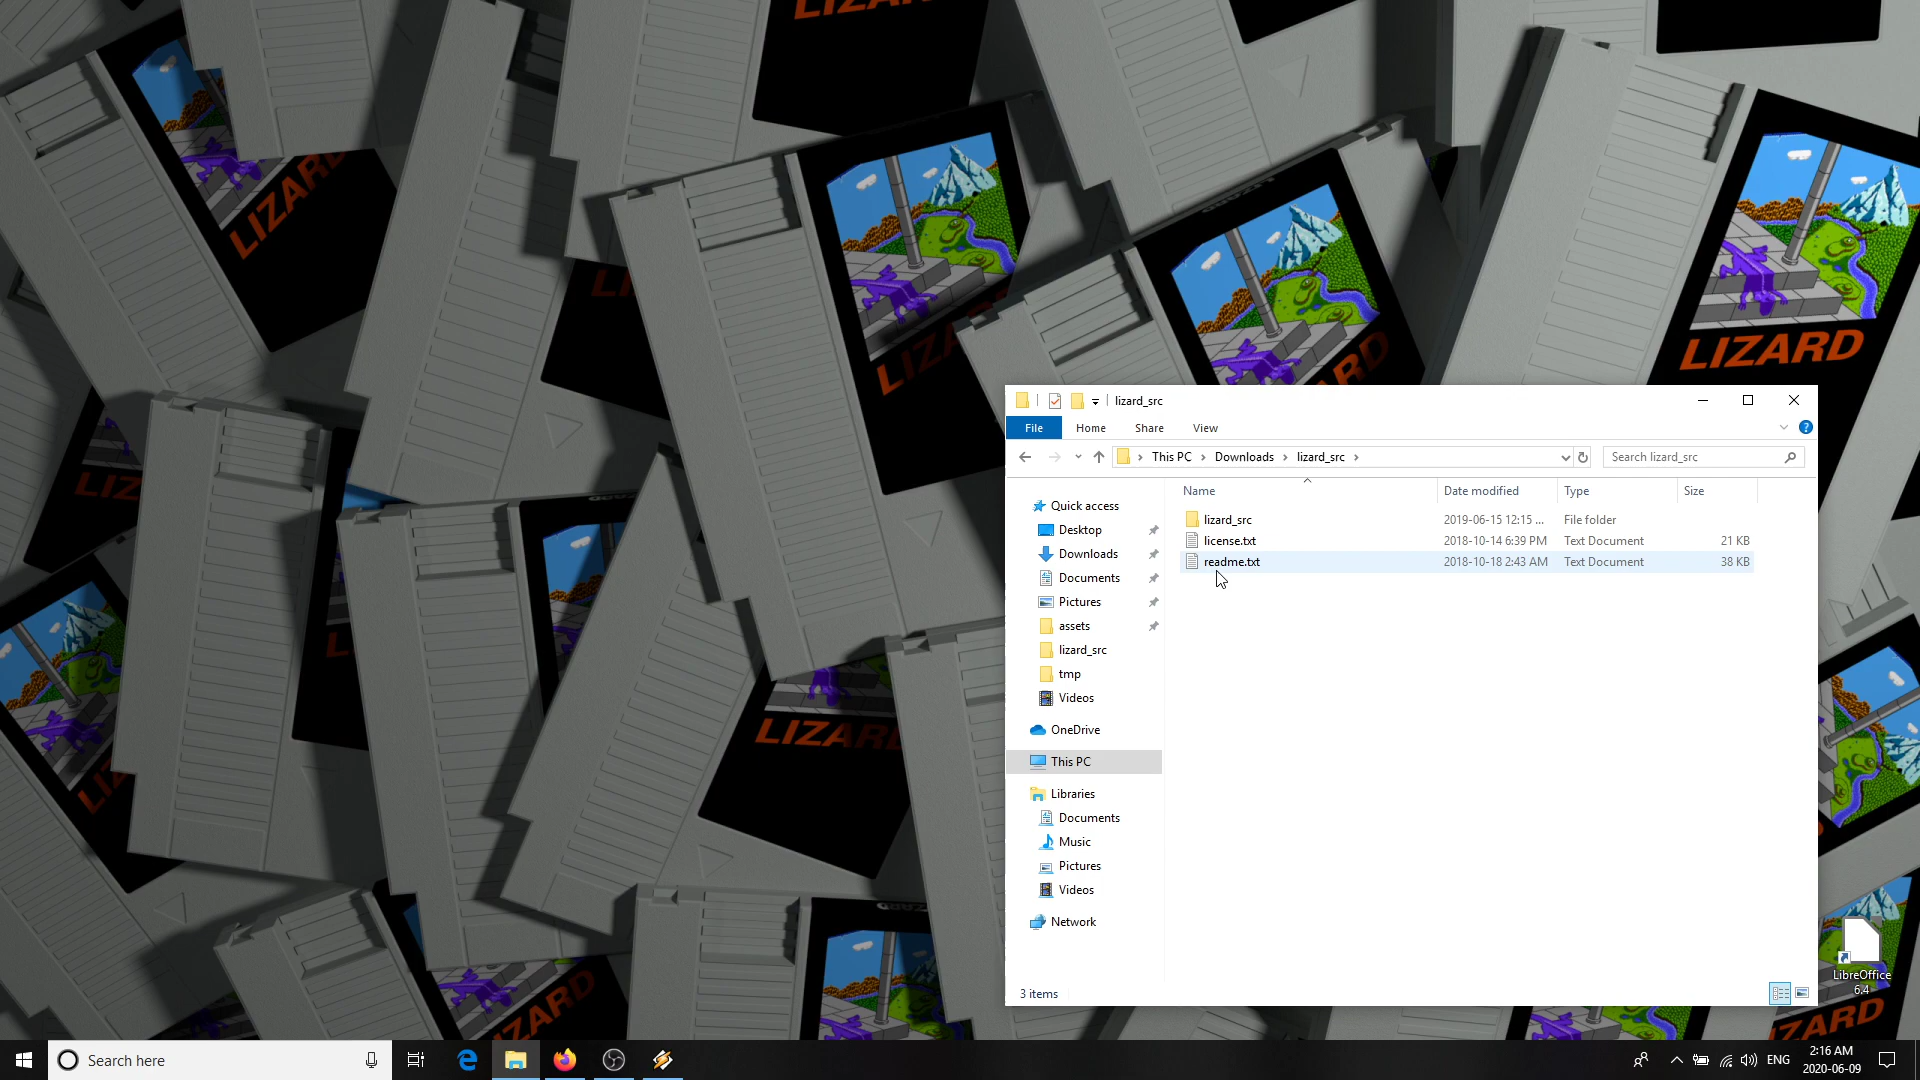 LIZARD
LIZARD
LIZARD
LIZARD
LIZARD
LIZARD
lizard_src
File
Home
Share
View
This PC
Downloads
lizard_src
Search lizard_src
Name
Date modified
Type
Size
lizard_src
2019-06-15 12:15 ...
File folder
license.txt
2018-10-14 6:39 PM
Text Document
21 KB
readme.txt
2018-10-18 2:43 AM
Text Document
38 KB
Quick access
Desktop
Downloads
Documents
Pictures
assets
lizard_src
tmp
Videos
OneDrive
This PC
Libraries
Documents
Music
Pictures
Videos
Network
3 items
LibreOffice
6.4
Search here
ENG
2:16 AM
2020-06-09